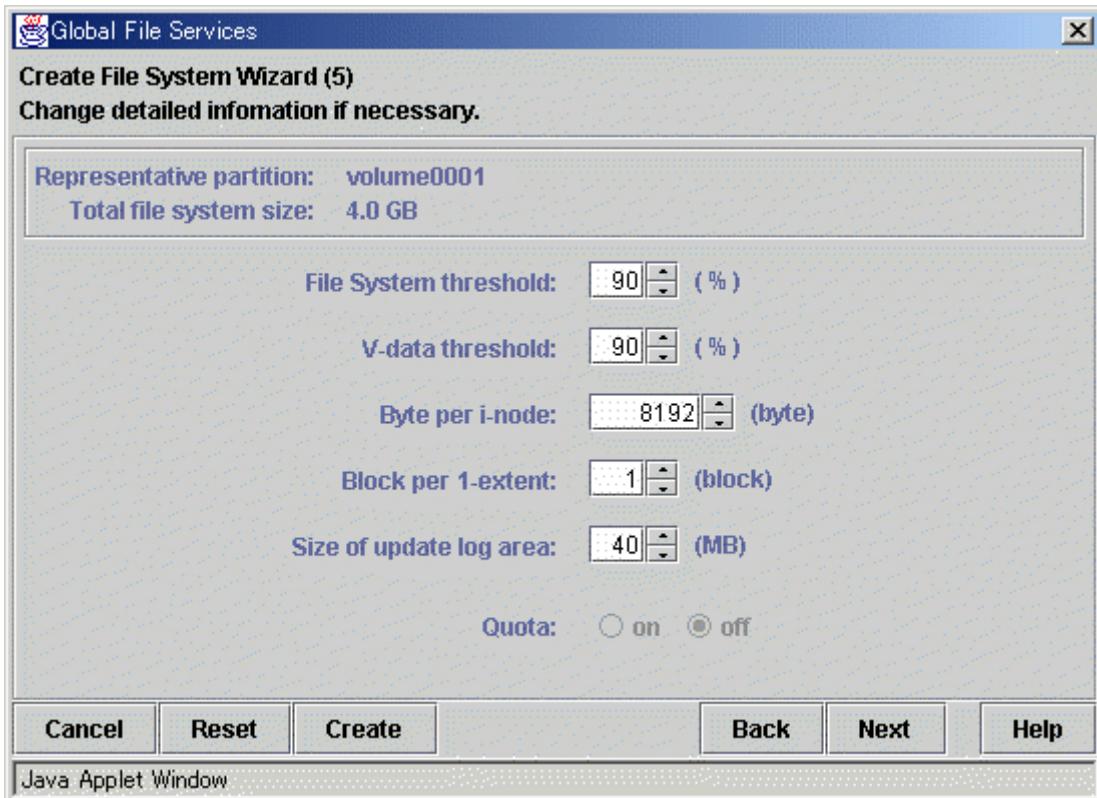 Global File Services
Create File System Wizard (5)
Change detailed infomation if necessary.
Representative partition: volume0001
Total file system size: 4.0 GB
File System threshold: 90 ( % )
V-data threshold: 90 ( % )
Byte per i-node: 8192 (byte)
Block per 1-extent: 1 (block)
Size of update log area: 40 (MB)
Quota: on off
Cancel Reset Create Back Next Help
Java Applet Window